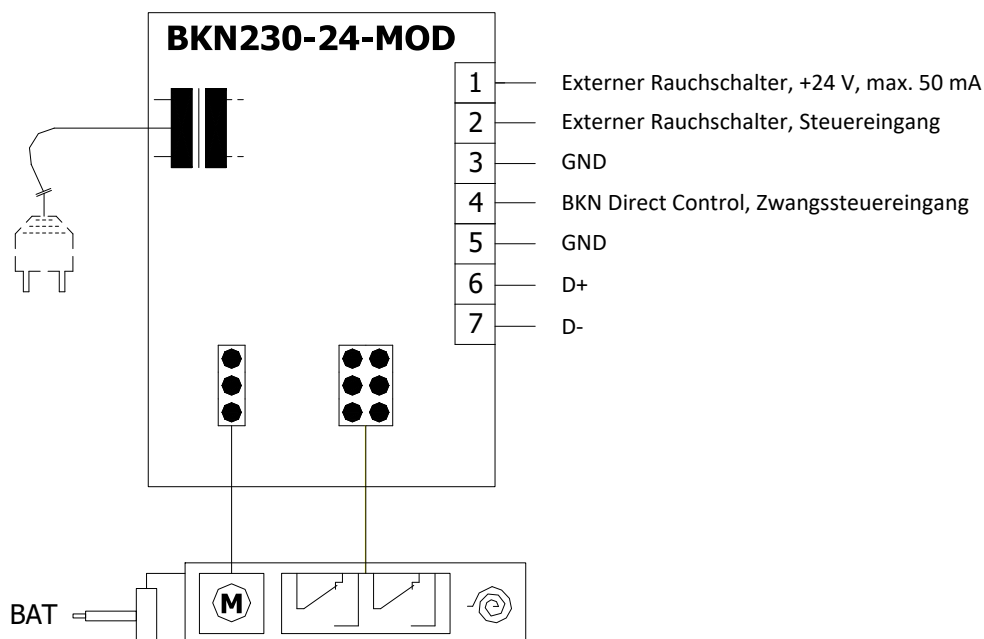 BKN230-24-MOD
1 Externer Rauchschalter, +24 V, max. 50 mA
2 Externer Rauchschalter, Steuereingang
3 GND
4 BKN Direct Control, Zwangssteuereingang
5 GND
6 D+
7 D-
BAT
M